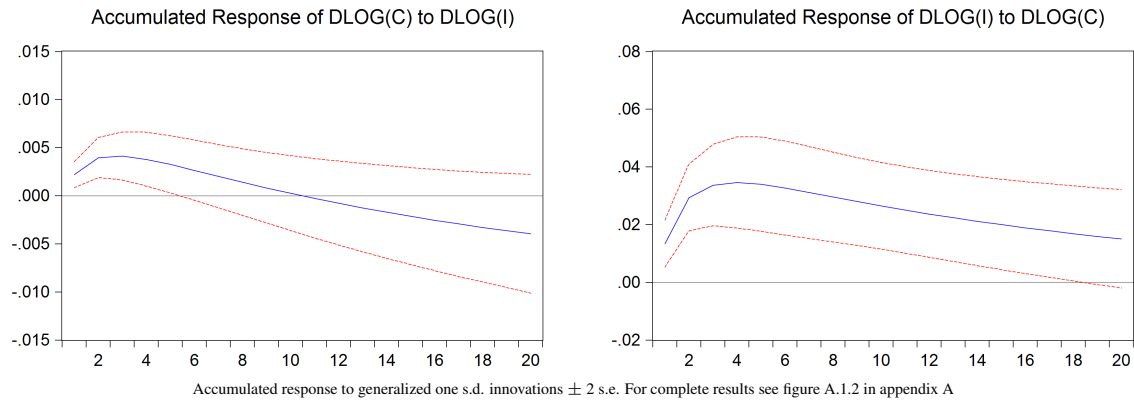 Accumulated Response of DLOG(C) to DLOG(I)
.015
.010
.005
.000
-.005
-.010
-.015
2 4 6 8 10 12 14 16 18 20
Accumulated Response of DLOG(I) to DLOG(C)
.08
.06
.04
.02
.00
-.02
2 4 6 8 10 12 14 16 18 20
Accumulated response to generalized one s.d. innovations ± 2 s.e. For complete results see figure A.1.2 in appendix A